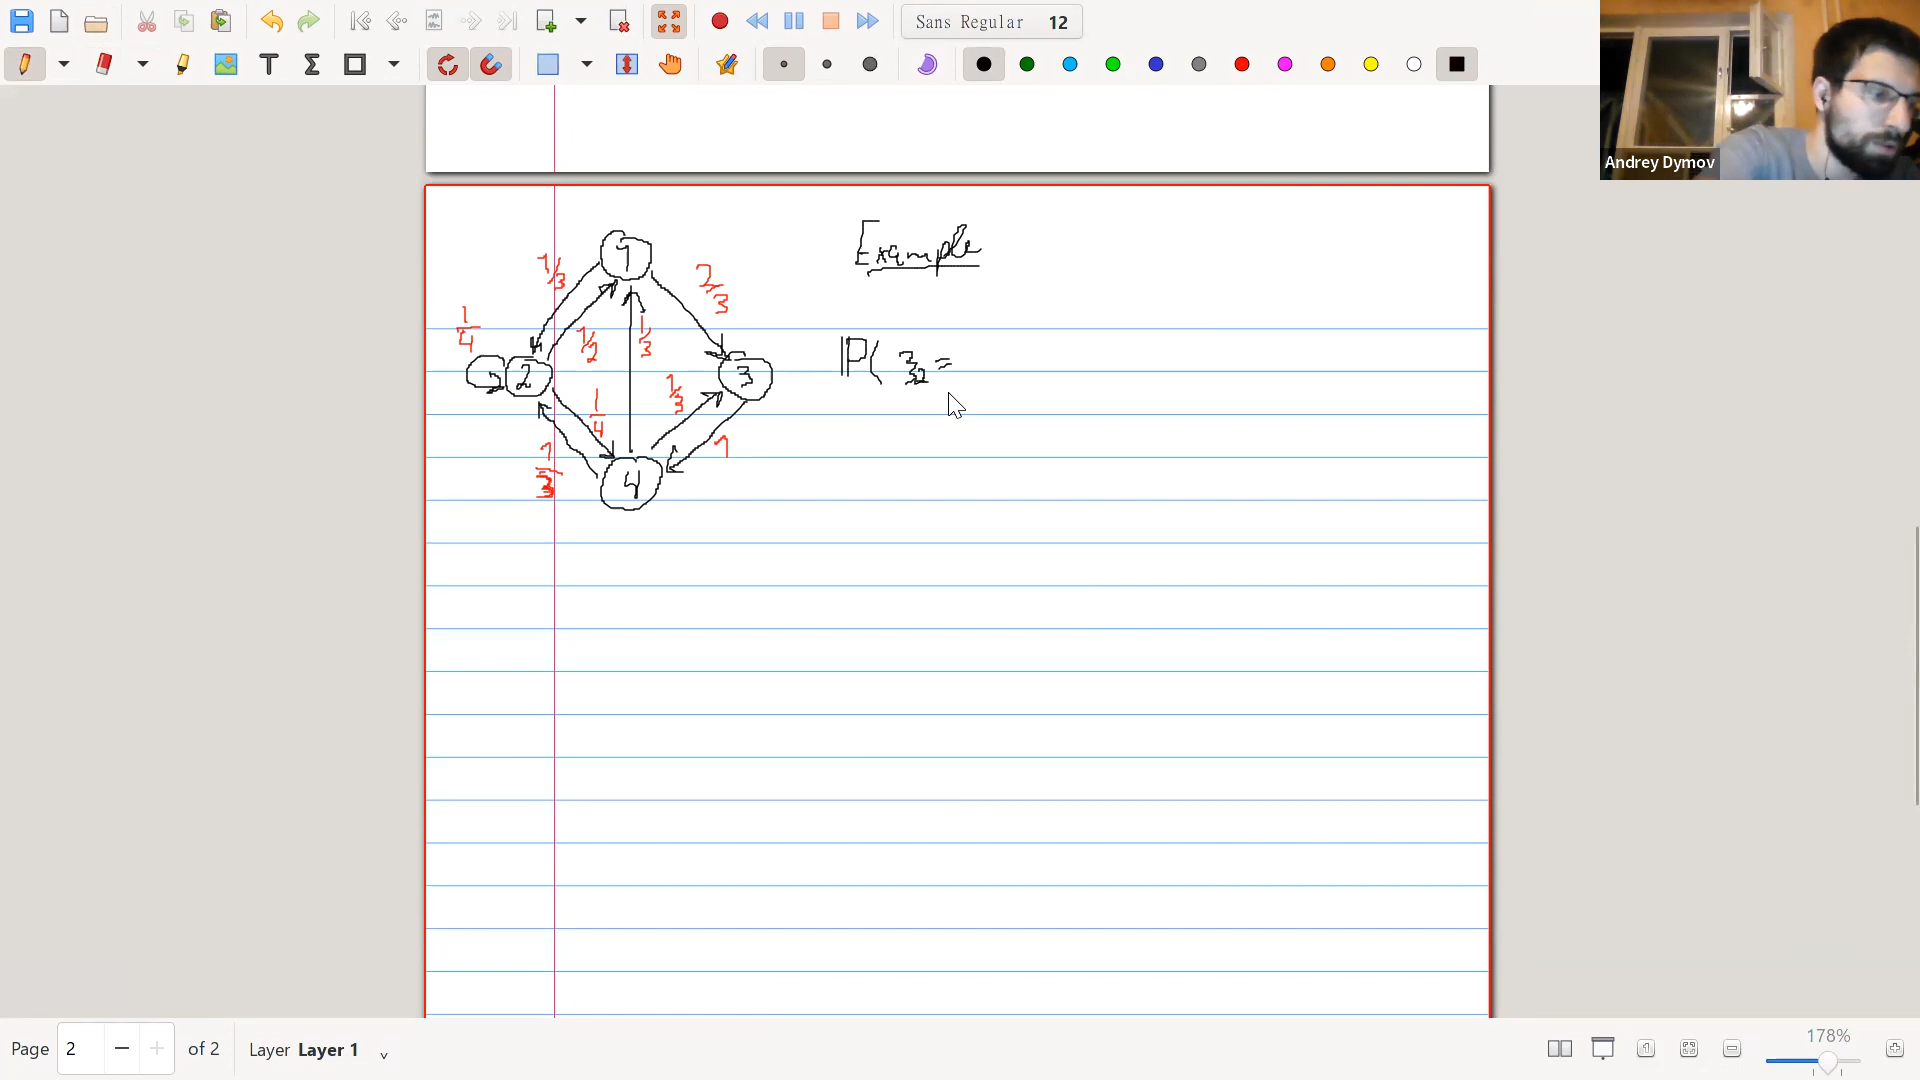 Sans Regular 12
Andrey Dymov
Example
1
1/3
2/3
1/4
1/2
1/3
2
3
1/3
1/4
1
1/3
4
ℙ( ξ₂ =
Page 2 of 2 Layer Layer 1
178%